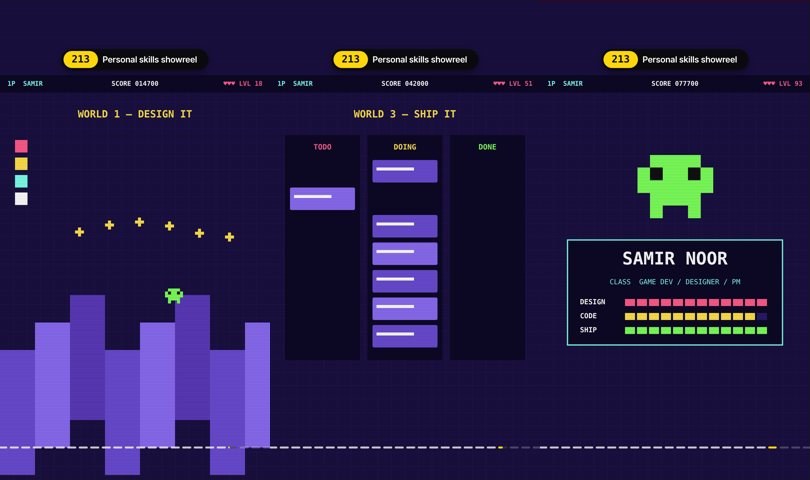 213 Personal skills showreel
1P SAMIR SCORE 014700 ♥♥♥ LVL 18
WORLD 1 — DESIGN IT
213 Personal skills showreel
1P SAMIR SCORE 042000 ♥♥♥ LVL 51
WORLD 3 — SHIP IT
TODO
DOING
DONE
213 Personal skills showreel
1P SAMIR SCORE 077700 ♥♥♥ LVL 93
SAMIR NOOR
CLASS GAME DEV / DESIGNER / PM
DESIGN
CODE
SHIP